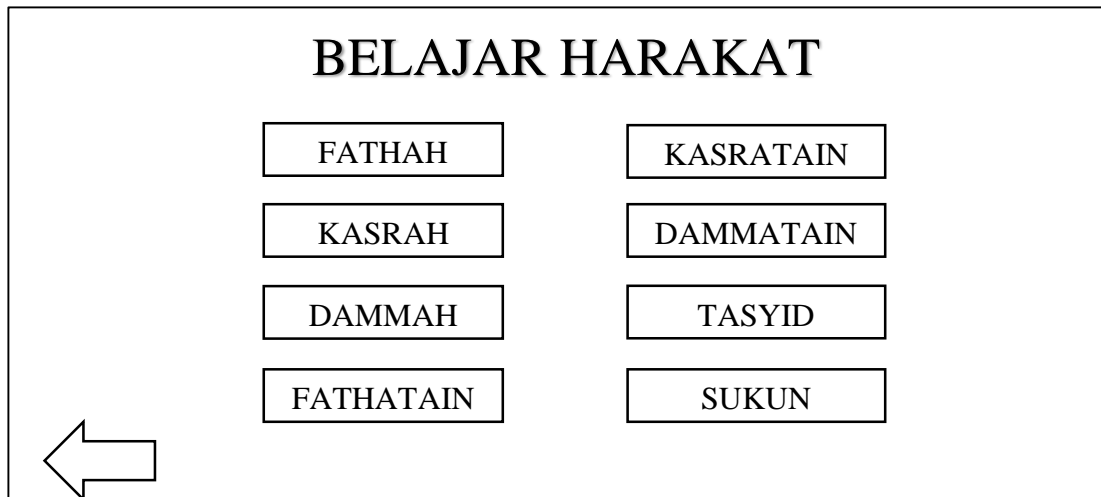 BELAJAR HARAKAT
FATHAH
KASRAH
DAMMAH
FATHATAIN
KASRATAIN
DAMMATAIN
TASYID
SUKUN